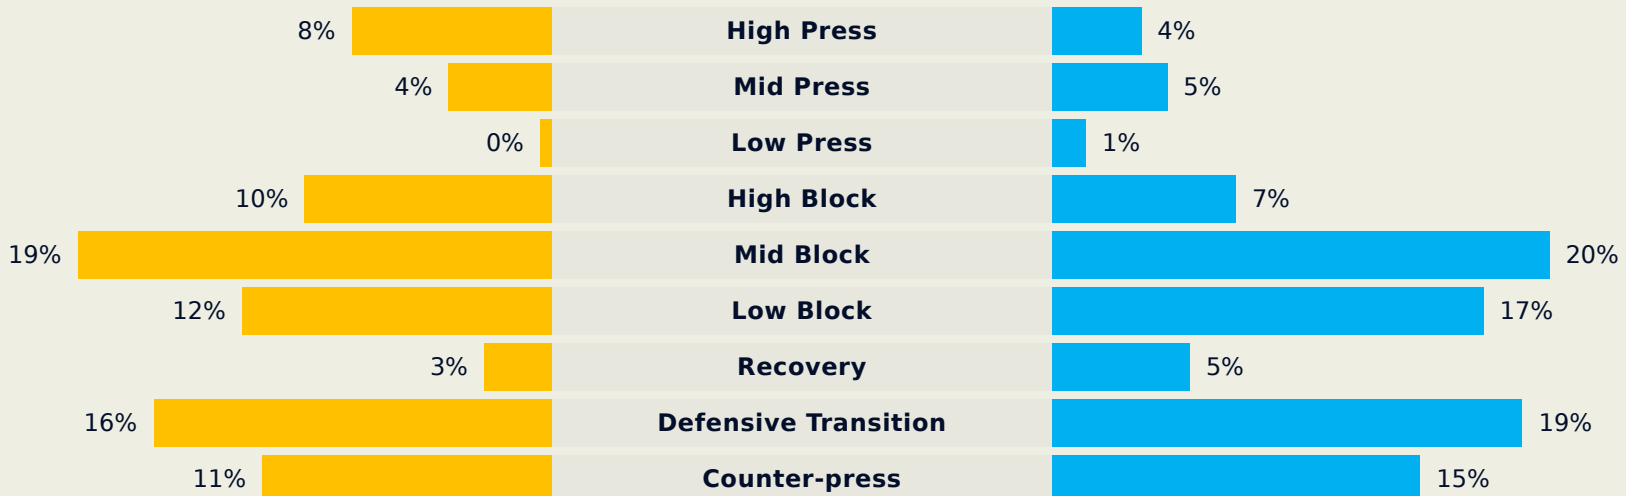 8% High Press 4%
4% Mid Press 5%
0% Low Press 1%
10% High Block 7%
19% Mid Block 20%
12% Low Block 17%
3% Recovery 5%
16% Defensive Transition 19%
11% Counter-press 15%